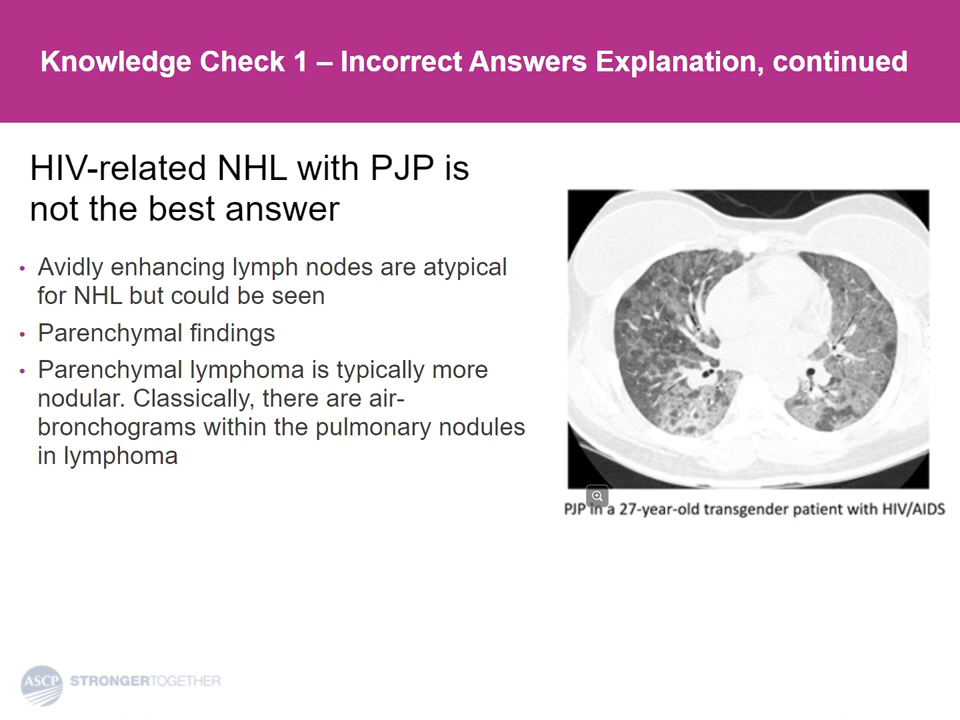 Knowledge Check 1 – Incorrect Answers Explanation, continued
HIV-related NHL with PJP is
not the best answer
• Avidly enhancing lymph nodes are atypical
for NHL but could be seen
• Parenchymal findings
• Parenchymal lymphoma is typically more
nodular. Classically, there are air-
bronchograms within the pulmonary nodules
in lymphoma
PJP in a 27-year-old transgender patient with HIV/AIDS
ASCP STRONGERTOGETHER